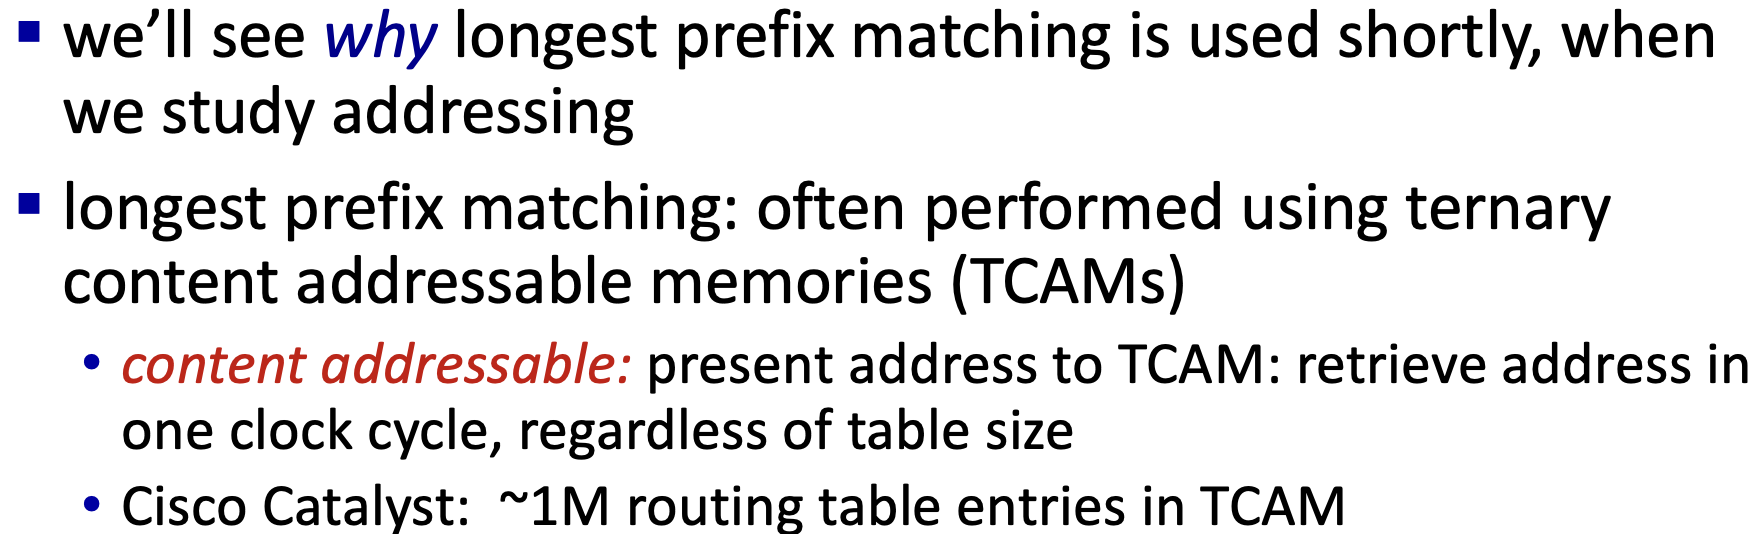 ▪ we’ll see why longest prefix matching is used shortly, when
we study addressing
▪ longest prefix matching: often performed using ternary
content addressable memories (TCAMs)
• content addressable: present address to TCAM: retrieve address in
one clock cycle, regardless of table size
• Cisco Catalyst: ~1M routing table entries in TCAM